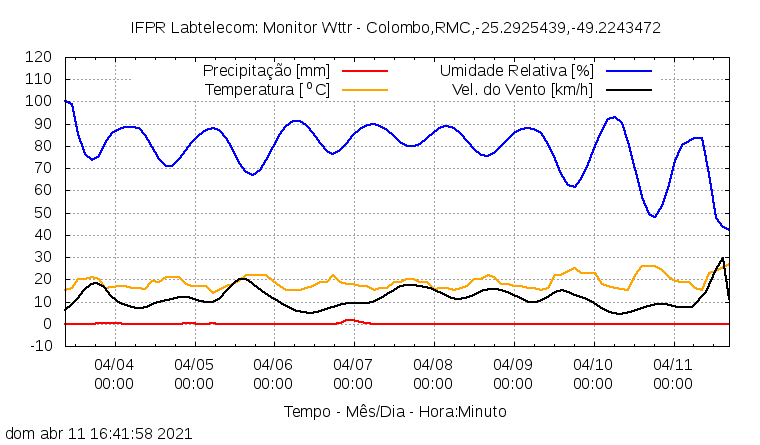 IFPR Labtelecom: Monitor Wttr - Colombo,RMC,-25.2925439,-49.2243472
120
110
100
90
80
70
60
50
40
30
20
10
0
-10
Precipitação [mm]
Temperatura [ºC]
Umidade Relativa [%]
Vel. do Vento [km/h]
04/04 04/05 04/06 04/07 04/08 04/09 04/10 04/11
00:00 00:00 00:00 00:00 00:00 00:00 00:00 00:00
Tempo - Mês/Dia - Hora:Minuto
dom abr 11 16:41:58 2021